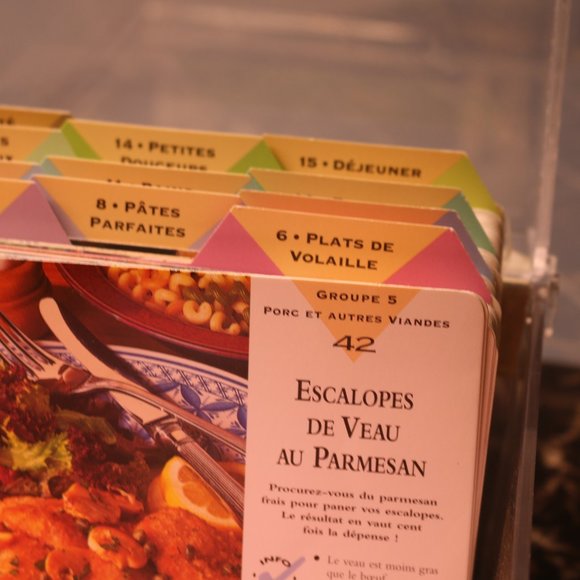 14 • PETITES
DOUCEURS
15 • DÉJEUNER
8 • PÂTES
PARFAITES
6 • PLATS DE
VOLAILLE
GROUPE 5
PORC ET AUTRES VIANDES
42
ESCALOPES
DE VEAU
AU PARMESAN
Procurez-vous du parmesan
frais pour paner vos escalopes.
Le résultat en vaut cent
fois la dépense !
INFO
• Le veau est moins gras
que le bœuf